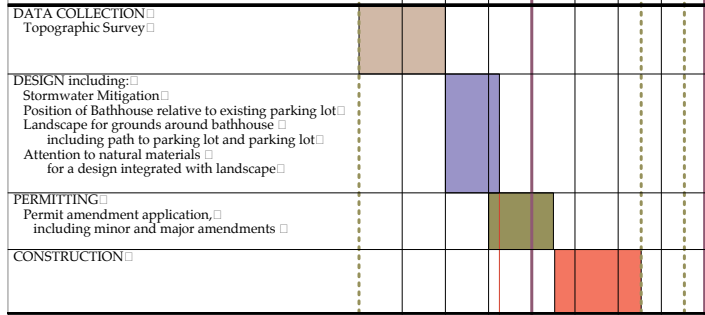 DATA COLLECTION
Topographic Survey
DESIGN including:
Stormwater Mitigation
Position of Bathhouse relative to existing parking lot
Landscape for grounds around bathhouse
including path to parking lot and parking lot
Attention to natural materials
for a design integrated with landscape
PERMITTING
Permit amendment application,
including minor and major amendments
CONSTRUCTION